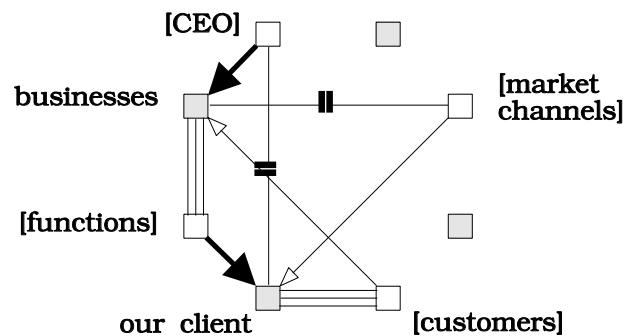 [CEO]
businesses
[market
channels]
[functions]
our client
[customers]